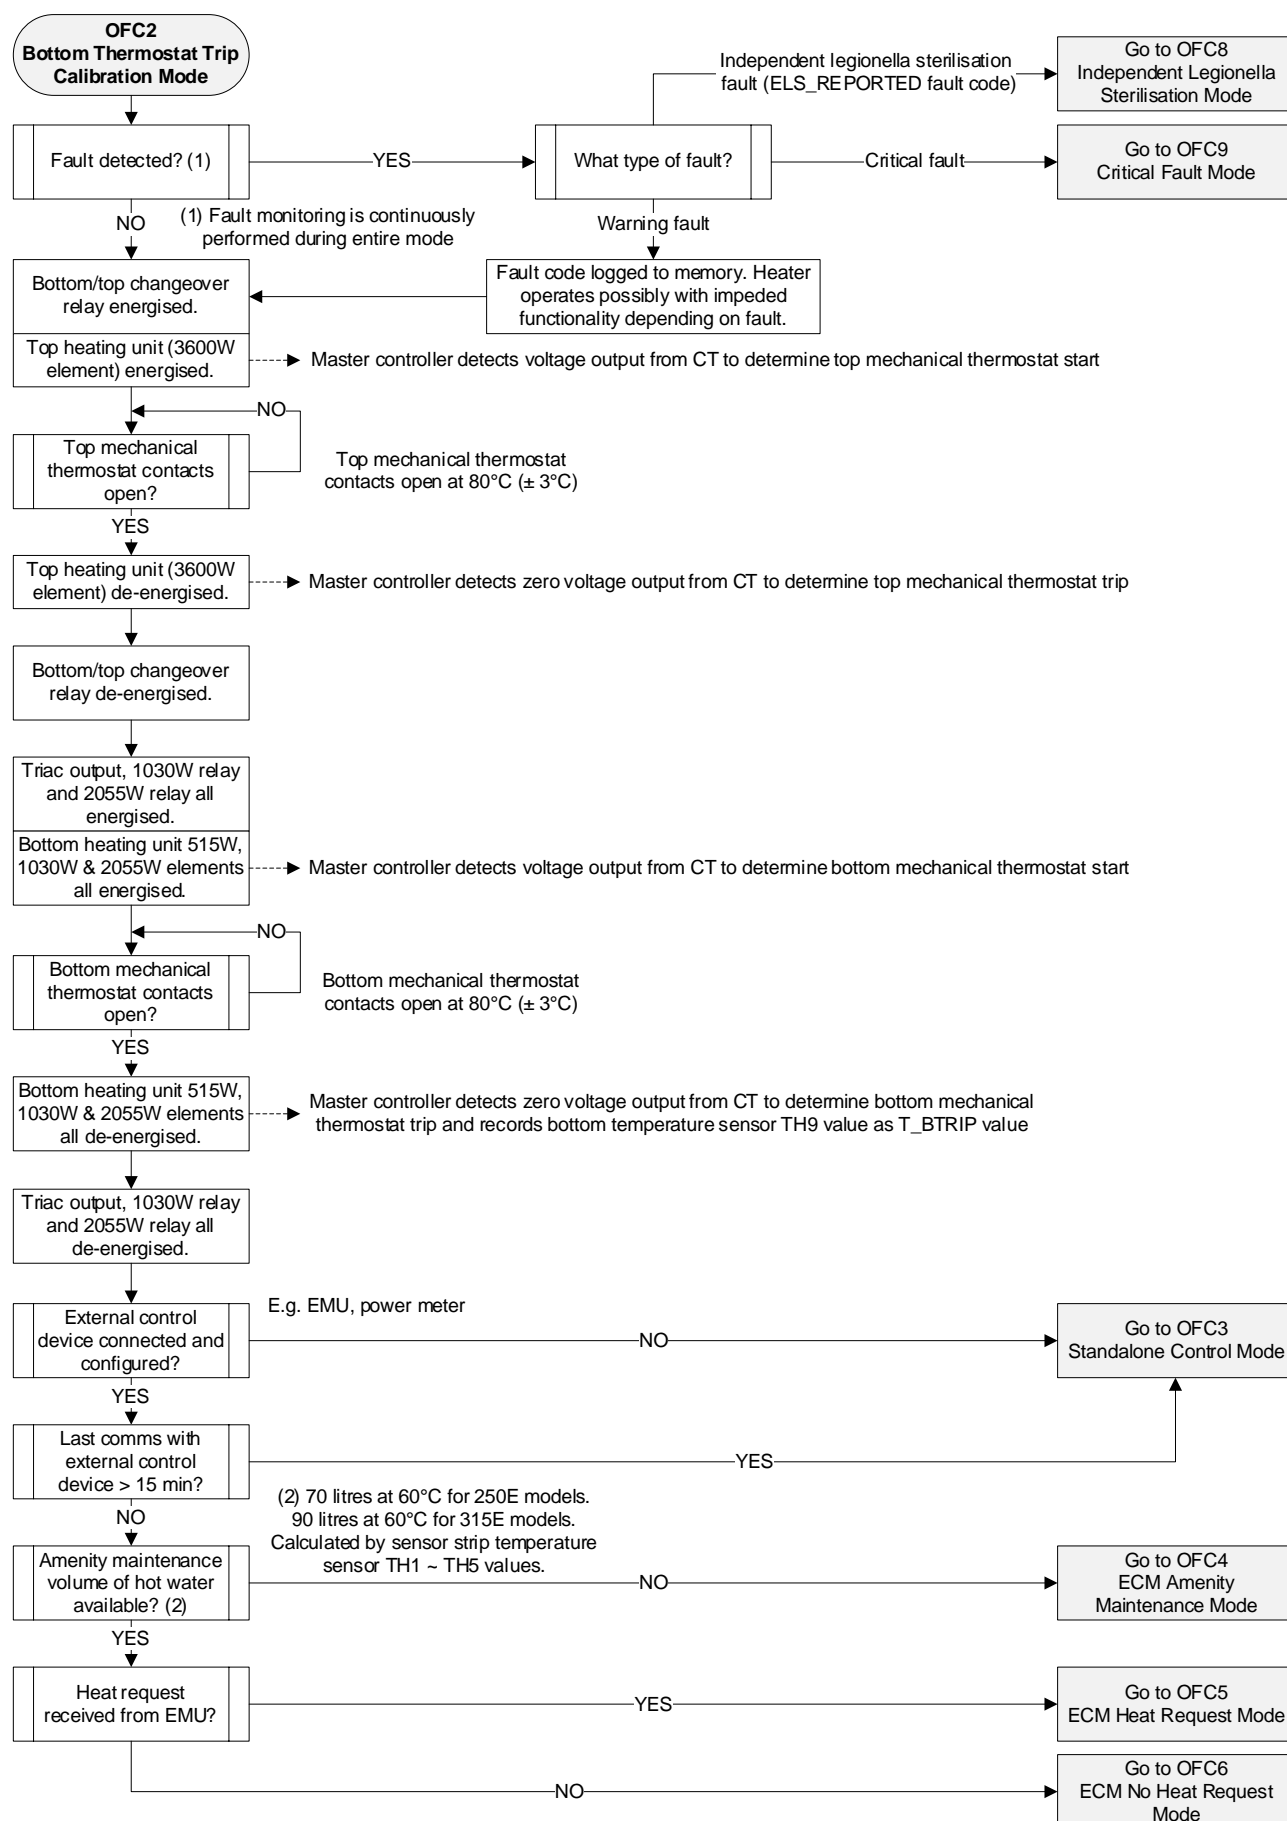 OFC2
Bottom Thermostat Trip
Calibration Mode
Independent legionella sterilisation
fault (ELS_REPORTED fault code)
Go to OFC8
Independent Legionella
Sterilisation Mode
Fault detected? (1)
YES
What type of fault?
Critical fault
Go to OFC9
Critical Fault Mode
NO
(1) Fault monitoring is continuously
performed during entire mode
Warning fault
Bottom/top changeover
relay energised.
Fault code logged to memory. Heater
operates possibly with impeded
functionality depending on fault.
Top heating unit (3600W
element) energised.
Master controller detects voltage output from CT to determine top mechanical thermostat start
NO
Top mechanical
thermostat contacts
open?
Top mechanical thermostat
contacts open at 80°C (± 3°C)
YES
Top heating unit (3600W
element) de-energised.
Master controller detects zero voltage output from CT to determine top mechanical thermostat trip
Bottom/top changeover
relay de-energised.
Triac output, 1030W relay
and 2055W relay all
energised.
Bottom heating unit 515W,
1030W & 2055W elements
all energised.
Master controller detects voltage output from CT to determine bottom mechanical thermostat start
NO
Bottom mechanical
thermostat contacts
open?
Bottom mechanical thermostat
contacts open at 80°C (± 3°C)
YES
Bottom heating unit 515W,
1030W & 2055W elements
all de-energised.
Master controller detects zero voltage output from CT to determine bottom mechanical
thermostat trip and records bottom temperature sensor TH9 value as T_BTRIP value
Triac output, 1030W relay
and 2055W relay all
de-energised.
E.g. EMU, power meter
External control
device connected and
configured?
NO
Go to OFC3
Standalone Control Mode
YES
Last comms with
external control
device > 15 min?
YES
NO
(2) 70 litres at 60°C for 250E models.
90 litres at 60°C for 315E models.
Calculated by sensor strip temperature
sensor TH1 ~ TH5 values.
Amenity maintenance
volume of hot water
available? (2)
NO
Go to OFC4
ECM Amenity
Maintenance Mode
YES
Heat request
received from EMU?
YES
Go to OFC5
ECM Heat Request Mode
NO
Go to OFC6
ECM No Heat Request
Mode